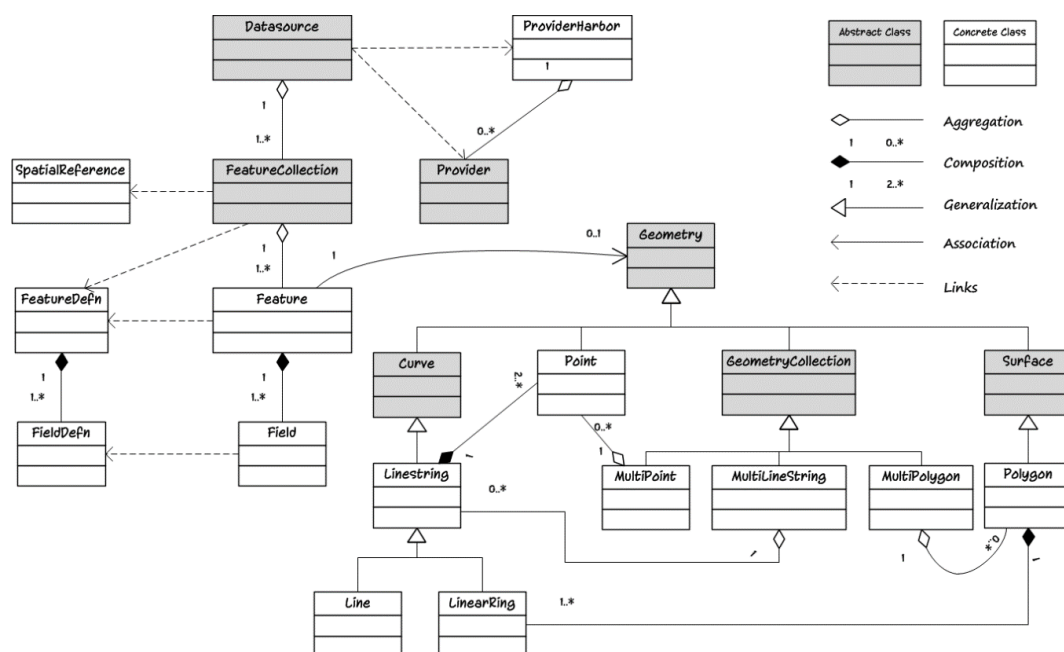 Datasource
ProviderHarbor
Abstract Class
Concrete Class
1
1
0..*
1..*
Aggregation
1 0..*
Composition
1 2..*
Generalization
Association
Links
SpatialReference
FeatureCollection
Provider
1
1..*
1
0..1
Geometry
FeatureDefn
Feature
1
1..*
1
1..*
Curve
Point
GeometryCollection
Surface
2..*
1
0..*
1
FieldDefn
Field
Linestring
MultiPoint
MultiLineString
MultiPolygon
Polygon
0..*
1
1
0..*
1
Line
LinearRing
1..*